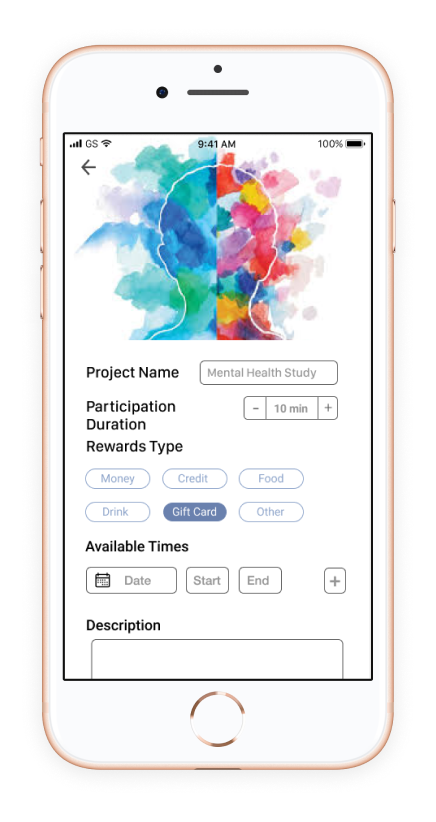 GS 9:41 AM 100%
Project Name Mental Health Study
Participation
Duration
- 10 min +
Rewards Type
Money Credit Food
Drink Gift Card Other
Available Times
Date Start End +
Description